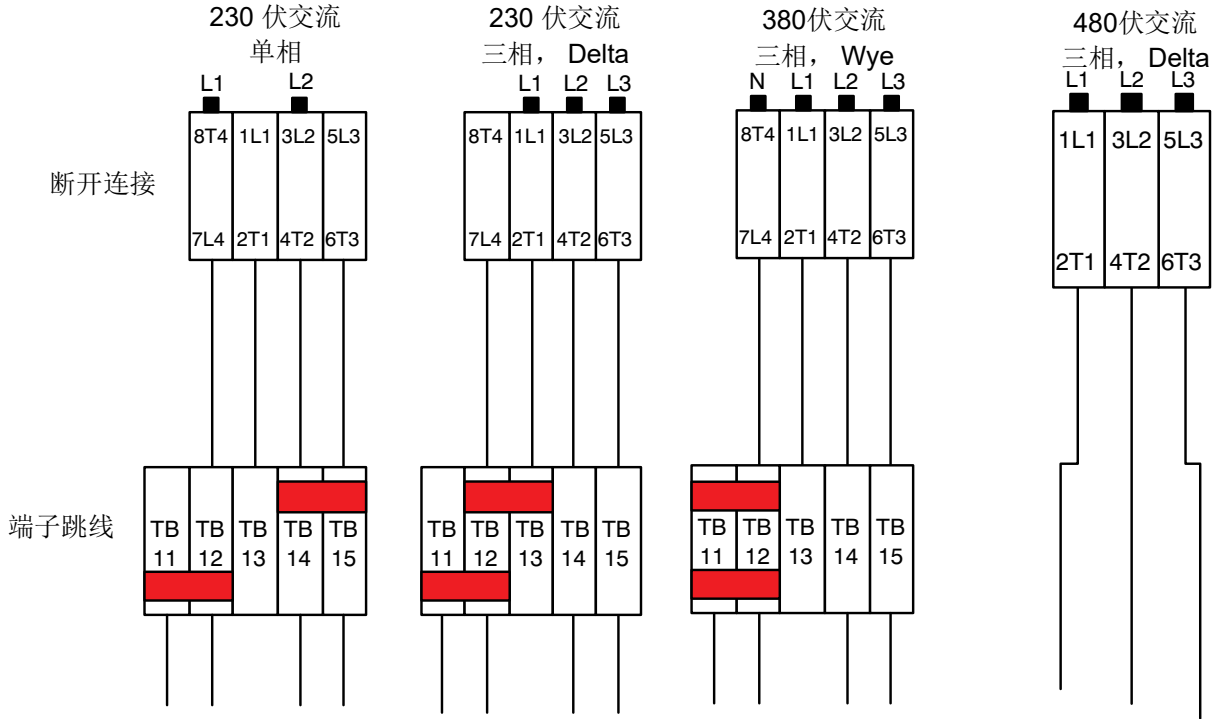 230 伏交流
单相
230 伏交流
三相， Delta
380伏交流
三相， Wye
480伏交流
三相， Delta
L1 L2
L1 L2 L3
N L1 L2 L3
L1 L2 L3
断开连接
8T4 1L1 3L2 5L3
7L4 2T1 4T2 6T3
8T4 1L1 3L2 5L3
7L4 2T1 4T2 6T3
8T4 1L1 3L2 5L3
7L4 2T1 4T2 6T3
1L1 3L2 5L3
2T1 4T2 6T3
端子跳线
TB TB TB TB TB
11 12 13 14 15
TB TB TB TB TB
11 12 13 14 15
TB TB TB TB TB
11 12 13 14 15